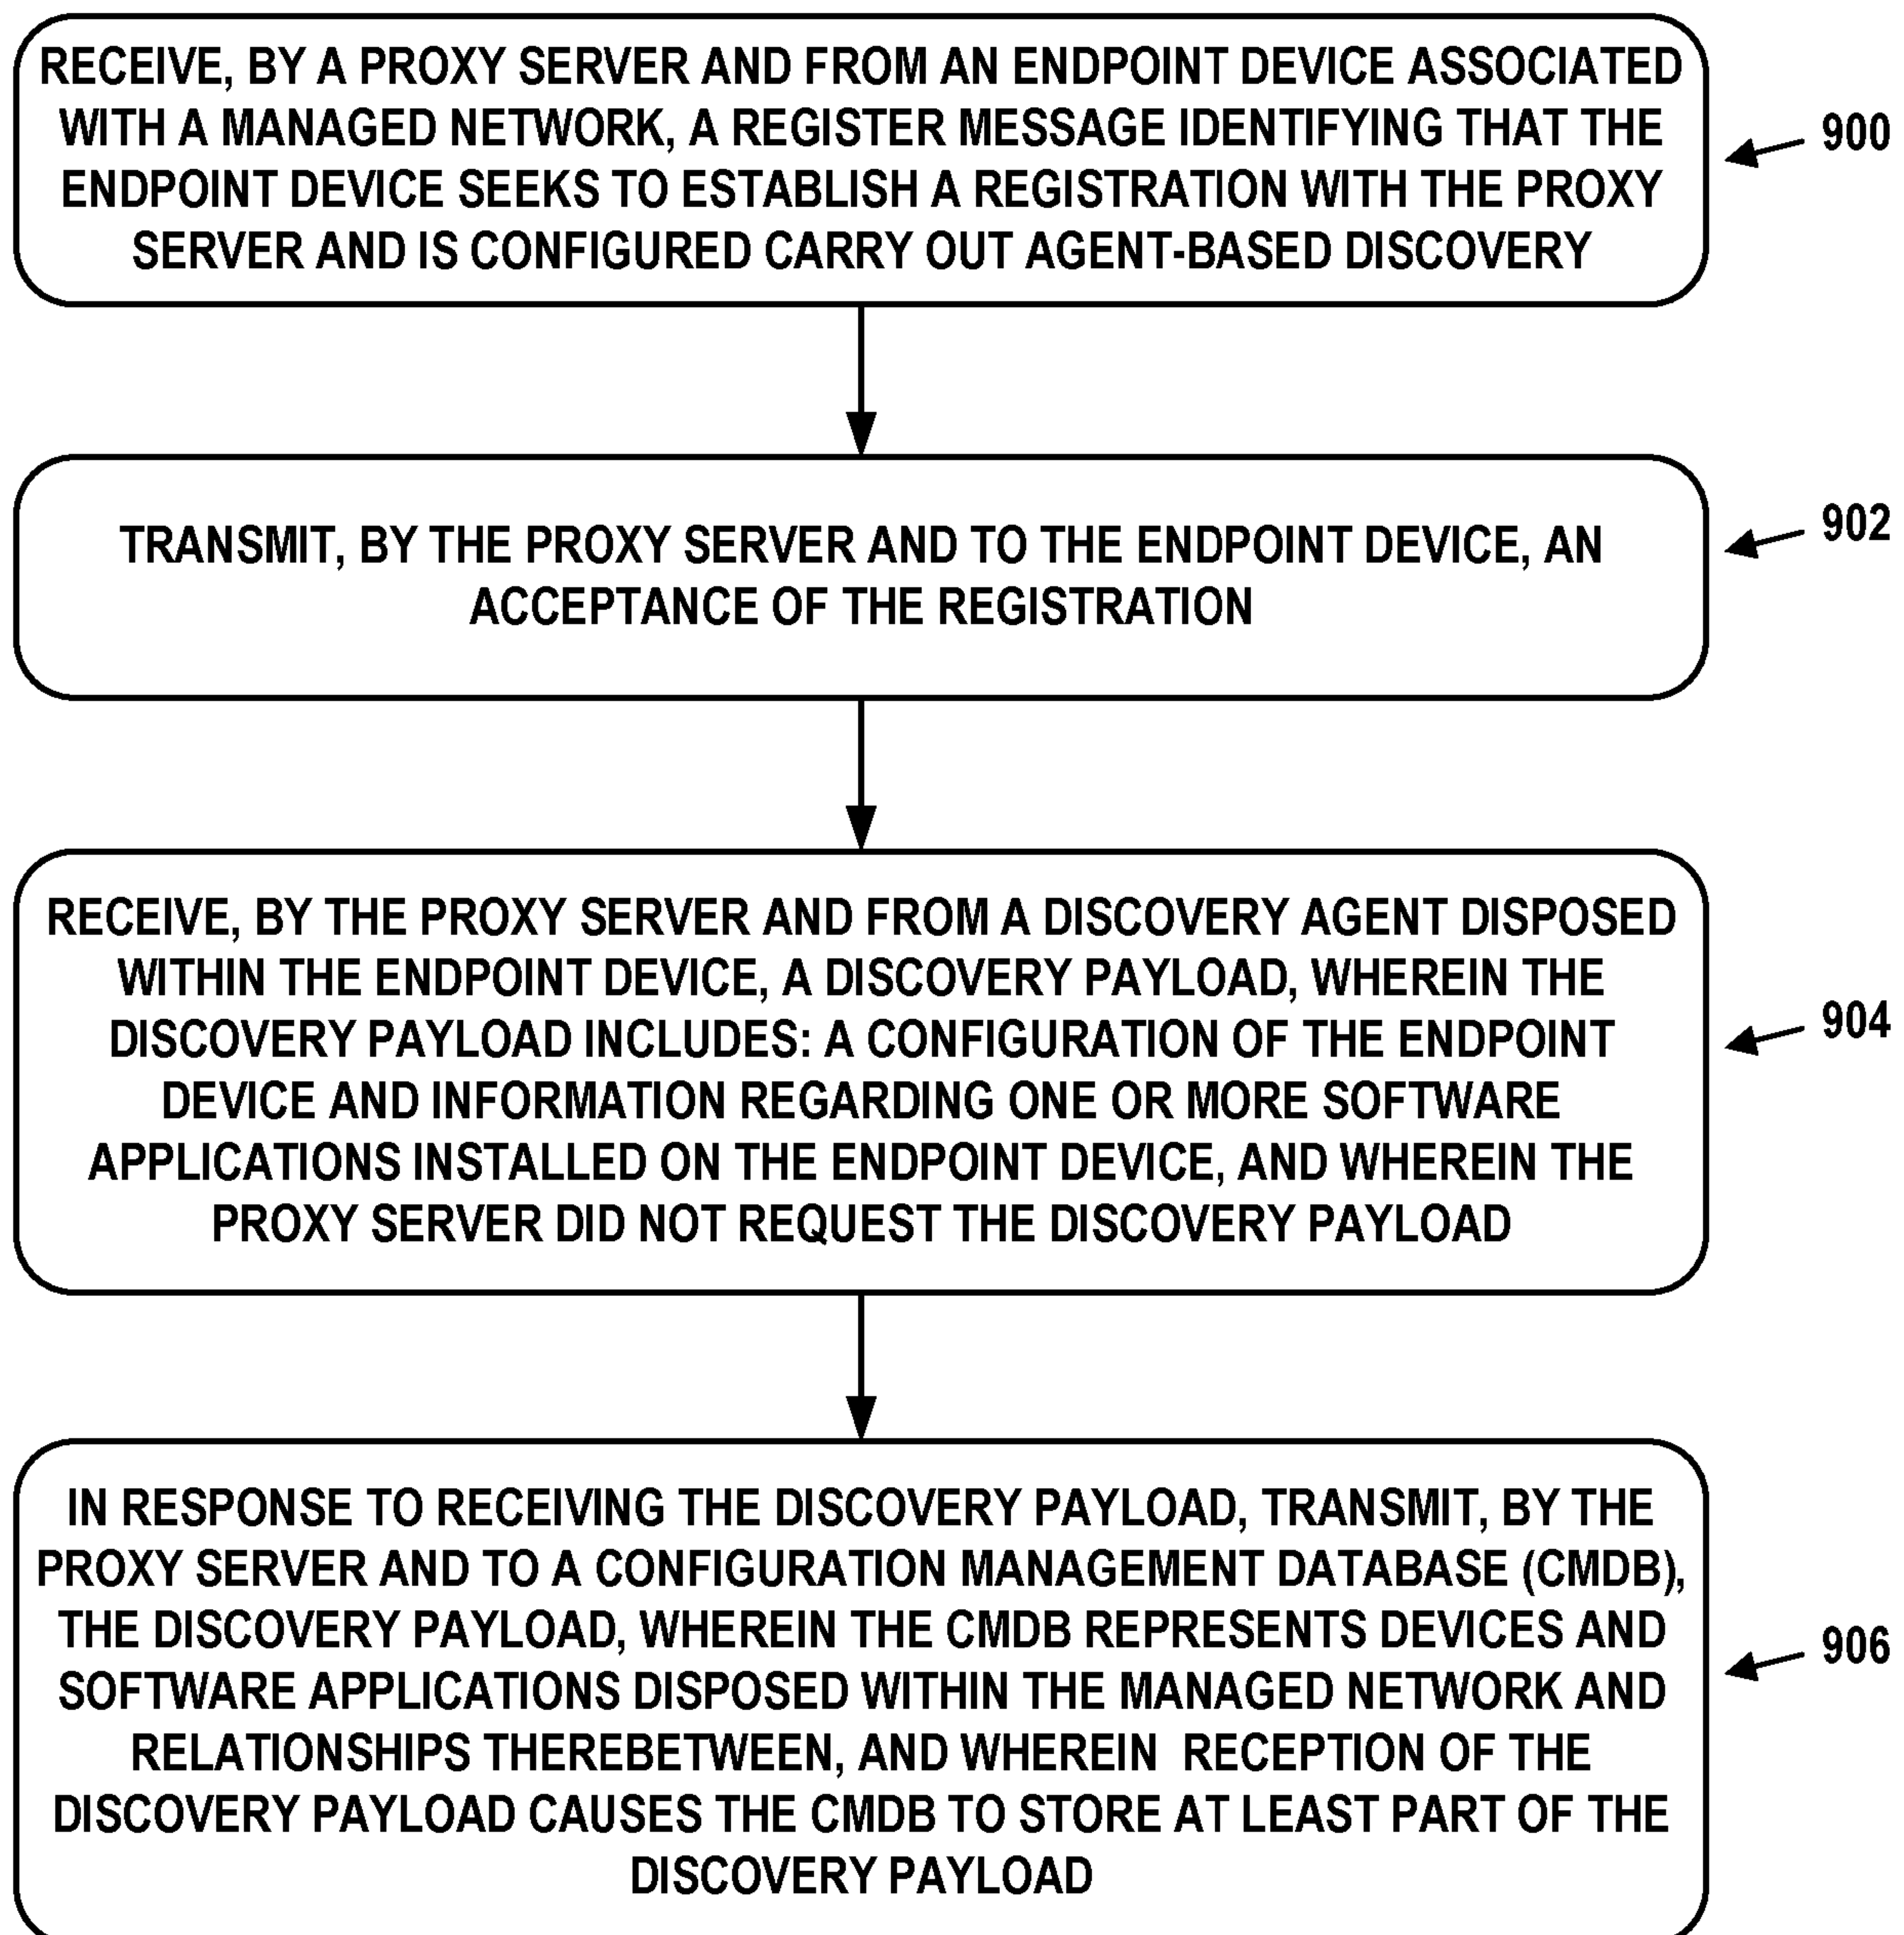 RECEIVE, BY A PROXY SERVER AND FROM AN ENDPOINT DEVICE ASSOCIATED
WITH A MANAGED NETWORK, A REGISTER MESSAGE IDENTIFYING THAT THE
ENDPOINT DEVICE SEEKS TO ESTABLISH A REGISTRATION WITH THE PROXY
SERVER AND IS CONFIGURED CARRY OUT AGENT-BASED DISCOVERY
900
TRANSMIT, BY THE PROXY SERVER AND TO THE ENDPOINT DEVICE, AN
ACCEPTANCE OF THE REGISTRATION
902
RECEIVE, BY THE PROXY SERVER AND FROM A DISCOVERY AGENT DISPOSED
WITHIN THE ENDPOINT DEVICE, A DISCOVERY PAYLOAD, WHEREIN THE
DISCOVERY PAYLOAD INCLUDES: A CONFIGURATION OF THE ENDPOINT
DEVICE AND INFORMATION REGARDING ONE OR MORE SOFTWARE
APPLICATIONS INSTALLED ON THE ENDPOINT DEVICE, AND WHEREIN THE
PROXY SERVER DID NOT REQUEST THE DISCOVERY PAYLOAD
904
IN RESPONSE TO RECEIVING THE DISCOVERY PAYLOAD, TRANSMIT, BY THE
PROXY SERVER AND TO A CONFIGURATION MANAGEMENT DATABASE (CMDB),
THE DISCOVERY PAYLOAD, WHEREIN THE CMDB REPRESENTS DEVICES AND
SOFTWARE APPLICATIONS DISPOSED WITHIN THE MANAGED NETWORK AND
RELATIONSHIPS THEREBETWEEN, AND WHEREIN RECEPTION OF THE
DISCOVERY PAYLOAD CAUSES THE CMDB TO STORE AT LEAST PART OF THE
DISCOVERY PAYLOAD
906